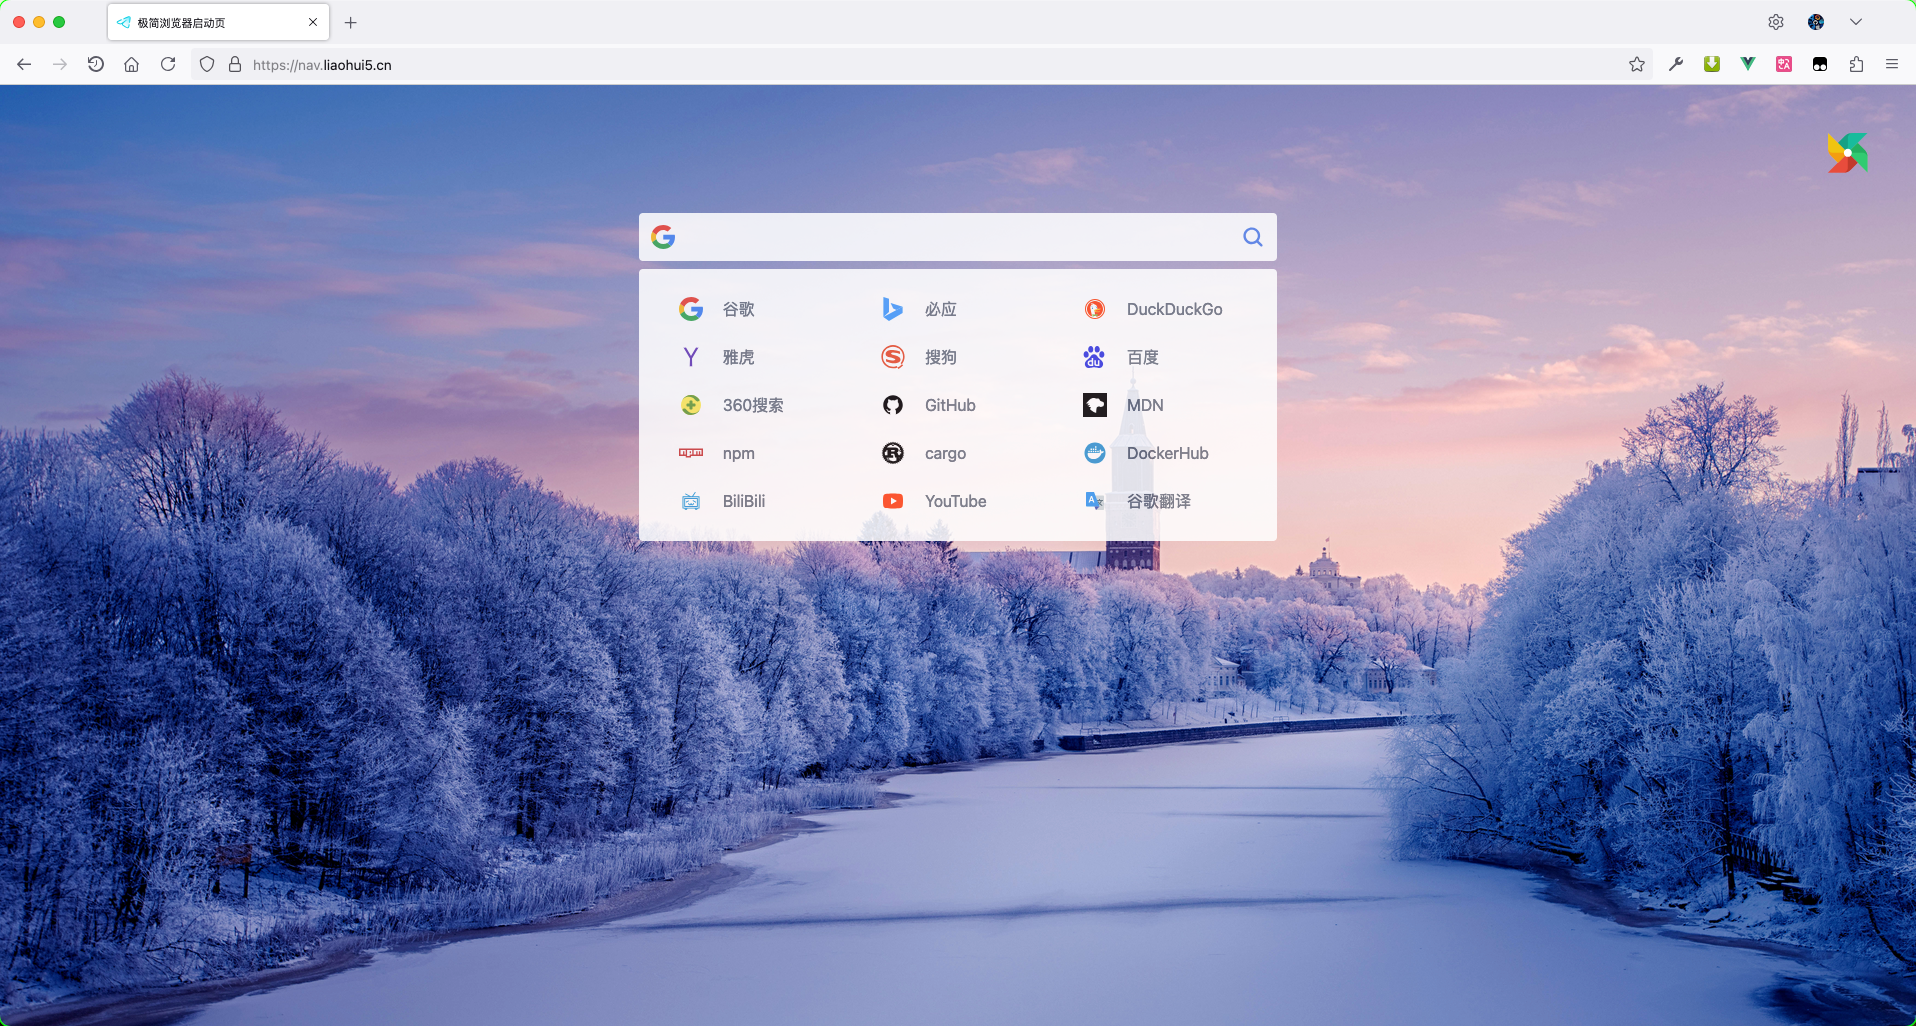 极简浏览器启动页
https://nav.liaohui5.cn
谷歌
必应
DuckDuckGo
雅虎
搜狗
百度
360搜索
GitHub
MDN
npm
cargo
DockerHub
BiliBili
YouTube
谷歌翻译